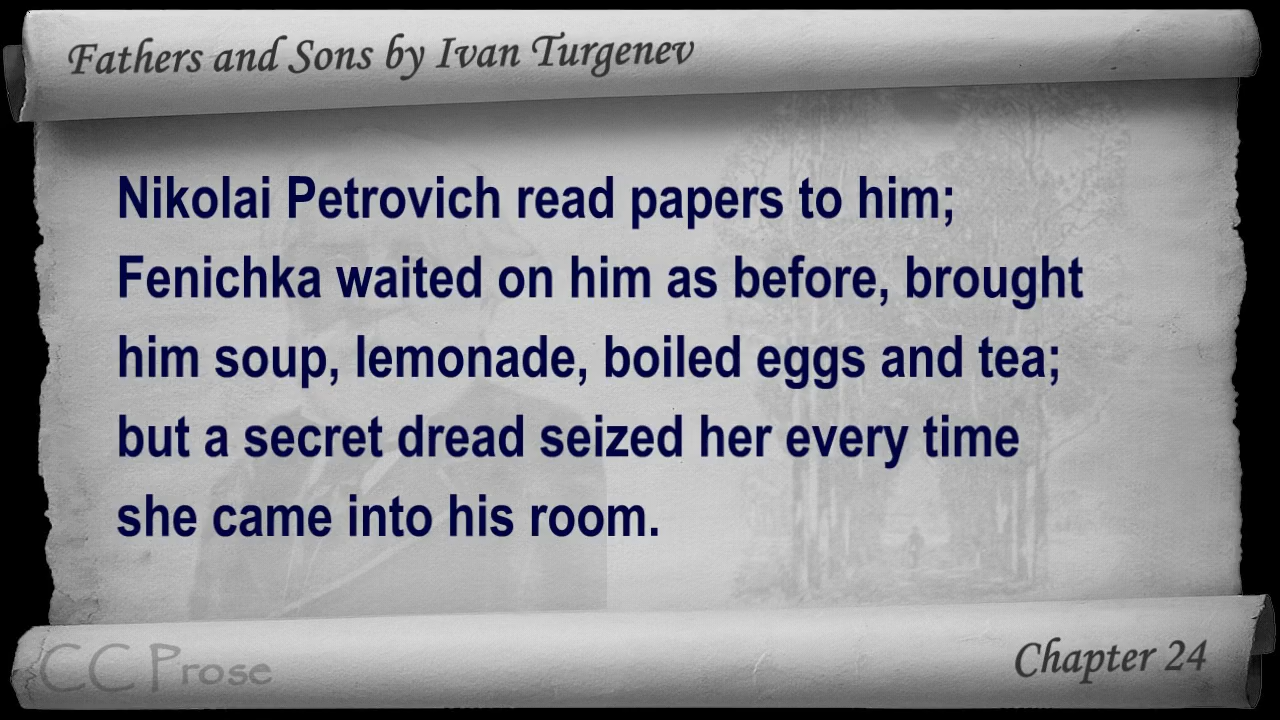 Fathers and Sons by Ivan Turgenev
Nikolai Petrovich read papers to him;
Fenichka waited on him as before, brought
him soup, lemonade, boiled eggs and tea;
but a secret dread seized her every time
she came into his room.
CC Prose
Chapter 24